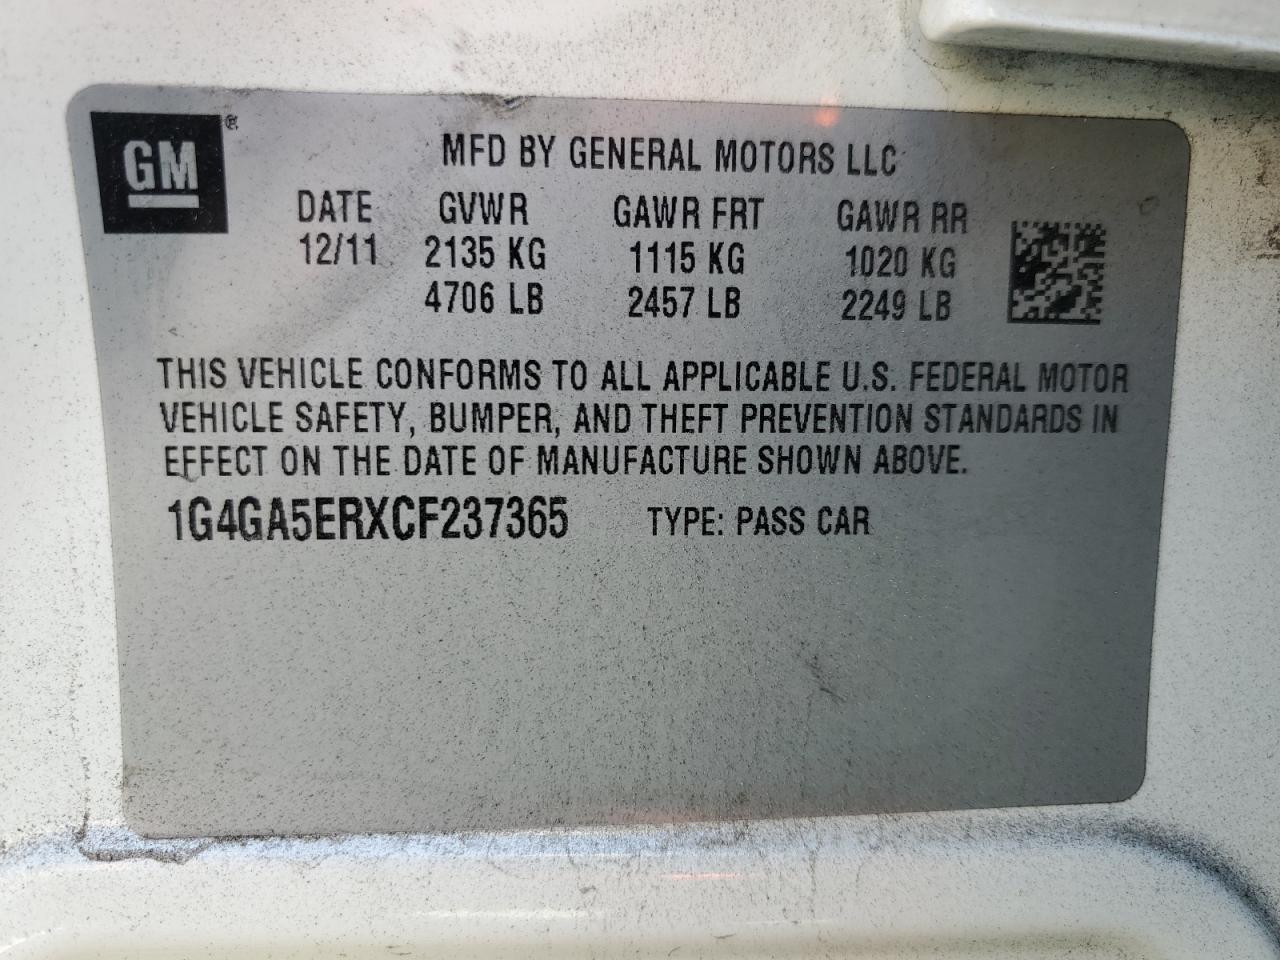 GM®
MFD BY GENERAL MOTORS LLC
DATE GVWR GAWR FRT GAWR RR
12/11 2135 KG 1115 KG 1020 KG
4706 LB 2457 LB 2249 LB
THIS VEHICLE CONFORMS TO ALL APPLICABLE U.S. FEDERAL MOTOR
VEHICLE SAFETY, BUMPER, AND THEFT PREVENTION STANDARDS IN
EFFECT ON THE DATE OF MANUFACTURE SHOWN ABOVE.
1G4GA5ERXCF237365 TYPE: PASS CAR